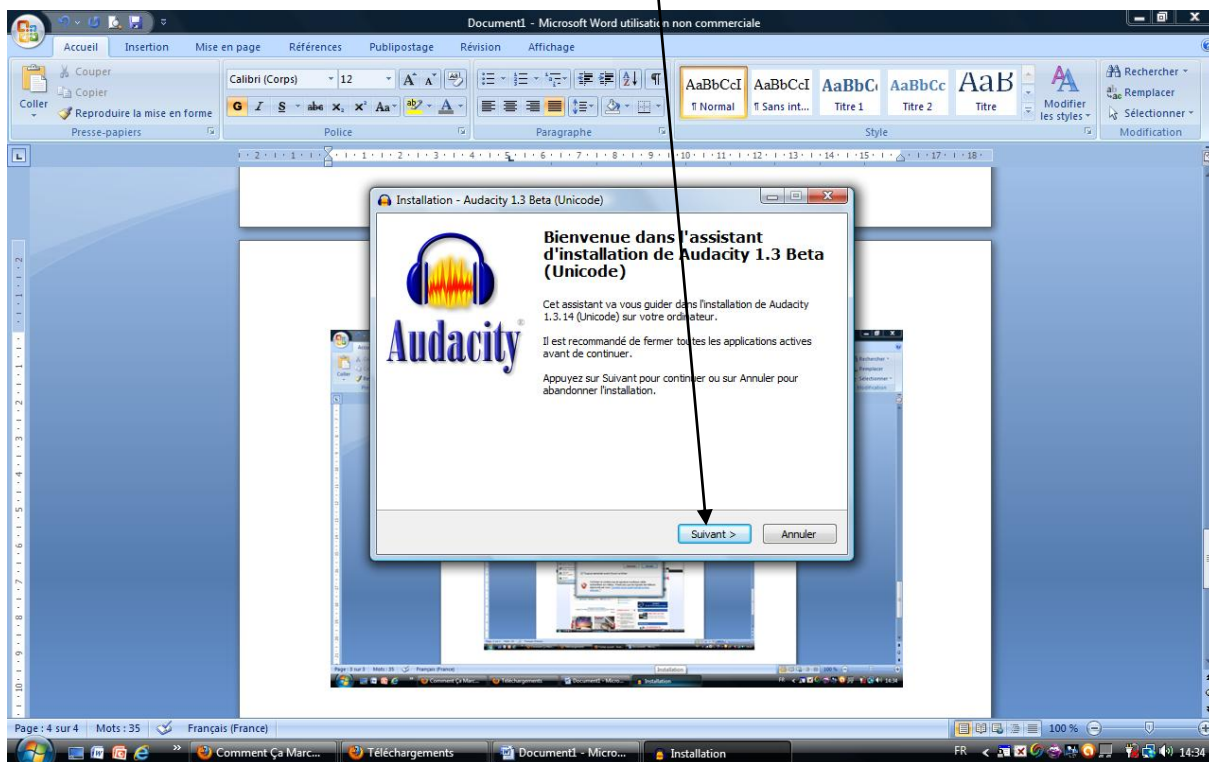 Document1 - Microsoft Word utilisation non commerciale
Accueil Insertion Mise en page Références Publipostage Révision Affichage
Couper
Copier
Reproduire la mise en forme
Coller
Presse-papiers
Calibri (Corps) 12
G I S abc x₂ x² Aa
Police
Paragraphe
AaBbCcI AaBbCcI AaBbC AaBbCc AaB
¶ Normal ¶ Sans int... Titre 1 Titre 2 Titre
Modifier
les styles
Style
Rechercher
Remplacer
Sélectionner
Modification
Installation - Audacity 1.3 Beta (Unicode)
Audacity
Bienvenue dans l'assistant
d'installation de Audacity 1.3 Beta
(Unicode)
Cet assistant va vous guider dans l'installation de Audacity
1.3.14 (Unicode) sur votre ordinateur.
Il est recommandé de fermer toutes les applications actives
avant de continuer.
Appuyez sur Suivant pour continuer ou sur Annuler pour
abandonner l'installation.
Suivant > Annuler
Page : 4 sur 4 Mots : 35 Français (France) 100 %
Comment Ça Marc... Téléchargements Document1 - Micro... Installation FR 14:34